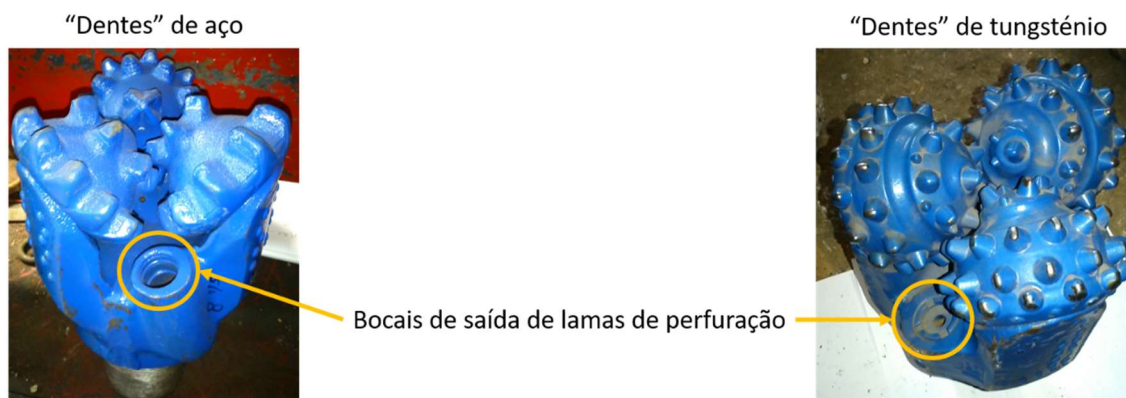 “Dentes” de aço
“Dentes” de tungsténio
Bocais de saída de lamas de perfuração